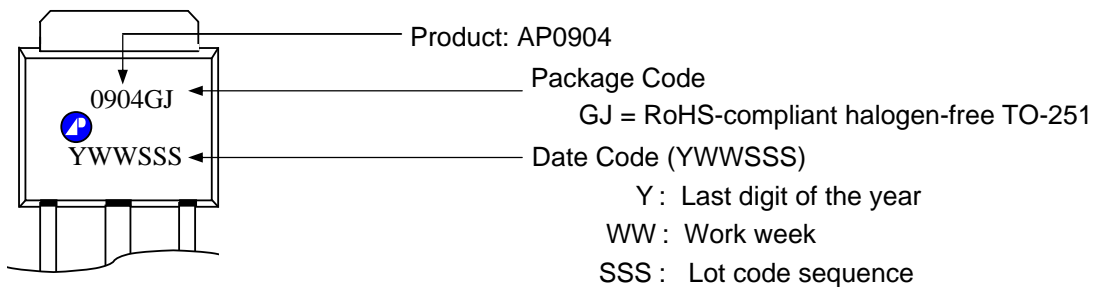 Product: AP0904
Package Code
0904GJ
GJ = RoHS-compliant halogen-free TO-251
AP
YWWSSS
Date Code (YWWSSS)
Y : Last digit of the year
WW : Work week
SSS : Lot code sequence